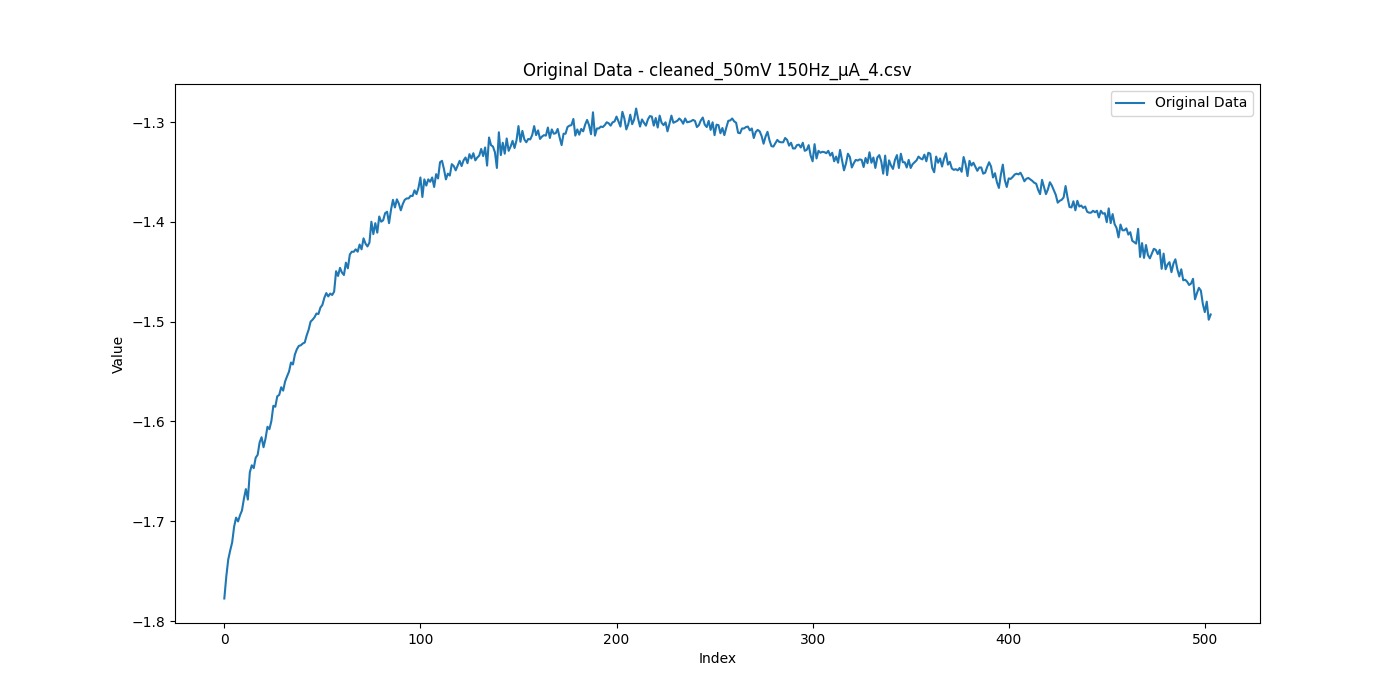 Original Data - cleaned_50mV 150Hz_µA_4.csv
Original Data
−1.3
−1.4
−1.5
−1.6
−1.7
−1.8
Value
0 100 200 300 400 500
Index